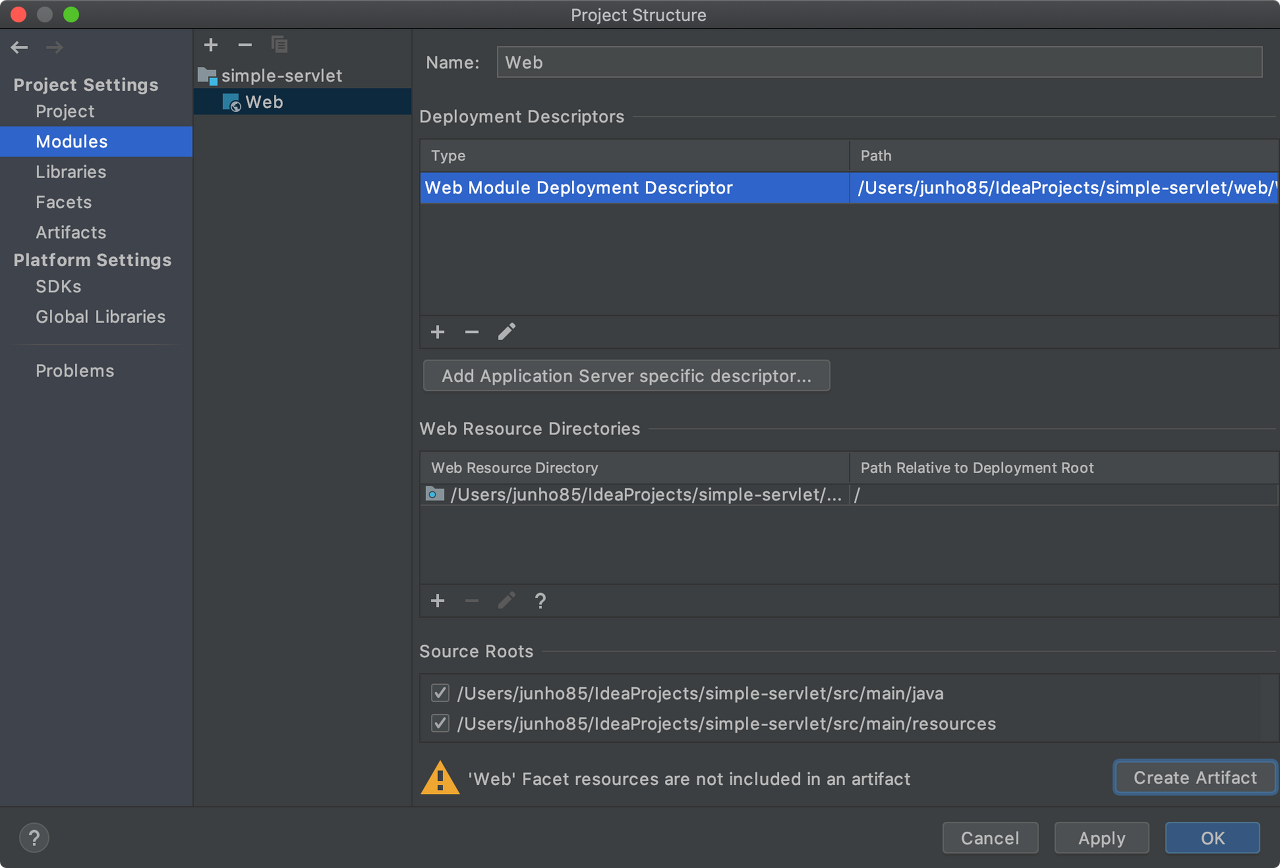 Project Structure
Project Settings
Project
Modules
Libraries
Facets
Artifacts
Platform Settings
SDKs
Global Libraries
Problems
simple-servlet
Web
Name: Web
Deployment Descriptors
Type Path
Web Module Deployment Descriptor /Users/junho85/IdeaProjects/simple-servlet/web/
Add Application Server specific descriptor...
Web Resource Directories
Web Resource Directory Path Relative to Deployment Root
/Users/junho85/IdeaProjects/simple-servlet/... /
?
Source Roots
/Users/junho85/IdeaProjects/simple-servlet/src/main/java
/Users/junho85/IdeaProjects/simple-servlet/src/main/resources
'Web' Facet resources are not included in an artifact Create Artifact
? Cancel Apply OK